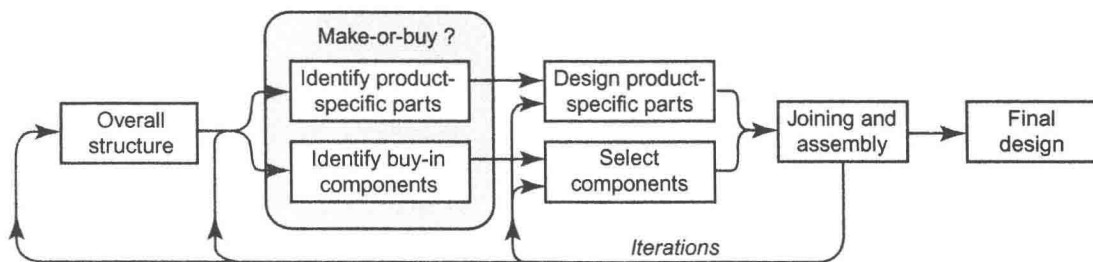 Make-or-buy ?
Identify product-
specific parts
Design product-
specific parts
Overall
structure
Joining and
assembly
Final
design
Identify buy-in
components
Select
components
Iterations